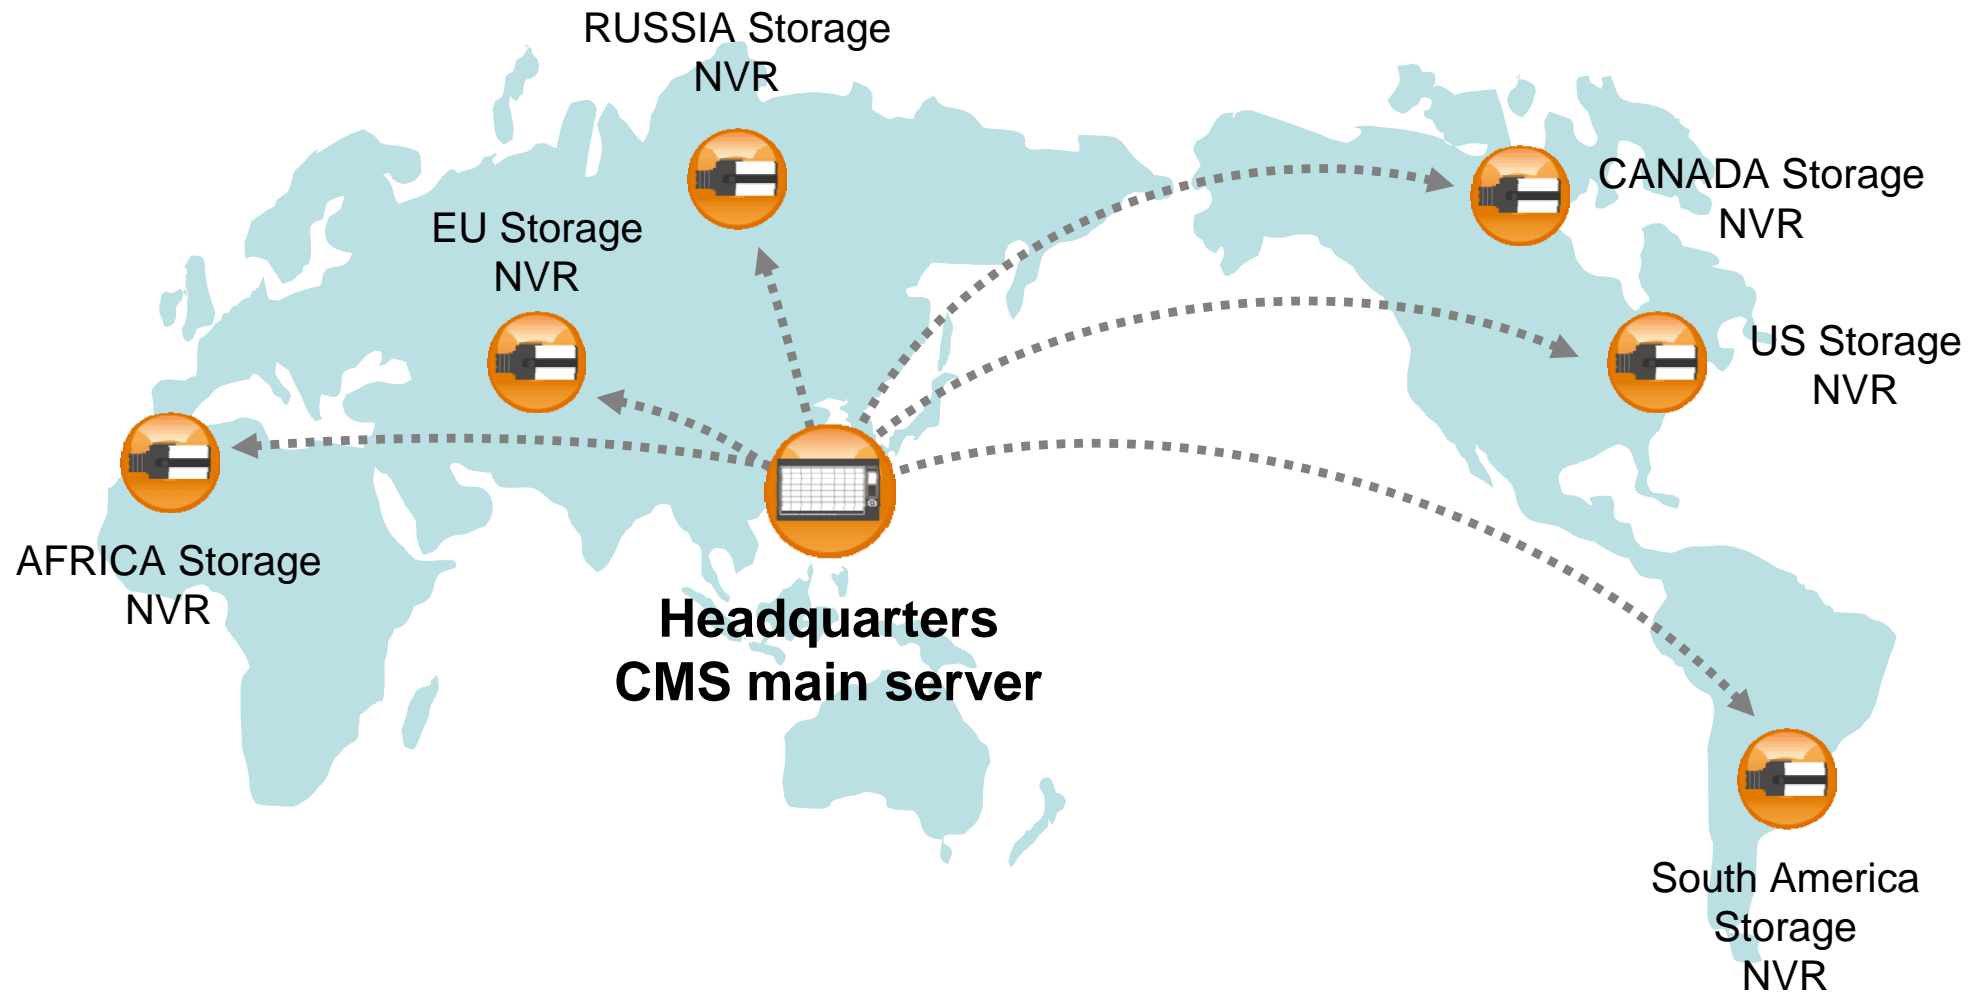 RUSSIA Storage
NVR
CANADA Storage
NVR
EU Storage
NVR
US Storage
NVR
AFRICA Storage
NVR
Headquarters
CMS main server
South America
Storage
NVR